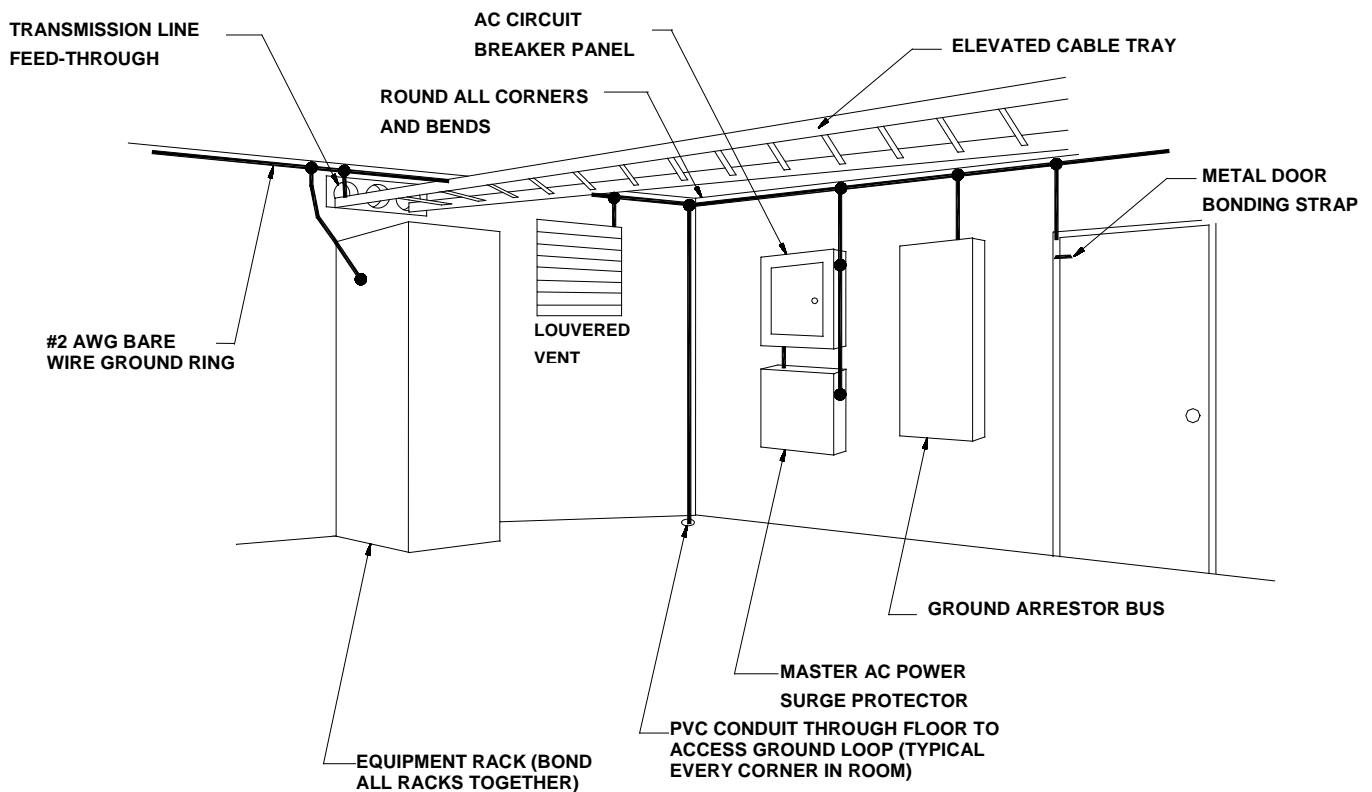 TRANSMISSION LINE
FEED-THROUGH
AC CIRCUIT
BREAKER PANEL
ELEVATED CABLE TRAY
ROUND ALL CORNERS
AND BENDS
METAL DOOR
BONDING STRAP
#2 AWG BARE
WIRE GROUND RING
LOUVERED
VENT
GROUND ARRESTOR BUS
MASTER AC POWER
SURGE PROTECTOR
PVC CONDUIT THROUGH FLOOR TO
ACCESS GROUND LOOP (TYPICAL
EVERY CORNER IN ROOM)
EQUIPMENT RACK (BOND
ALL RACKS TOGETHER)